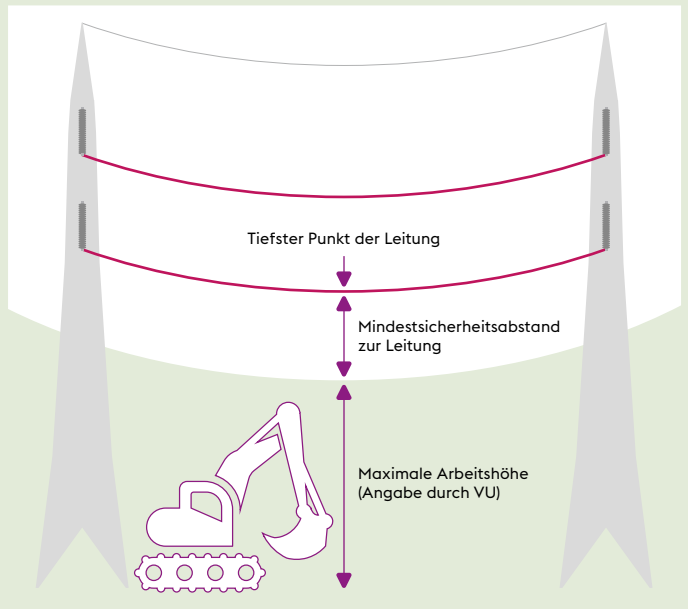 Tiefster Punkt der Leitung
Mindestsicherheitsabstand
zur Leitung
Maximale Arbeitshöhe
(Angabe durch VU)